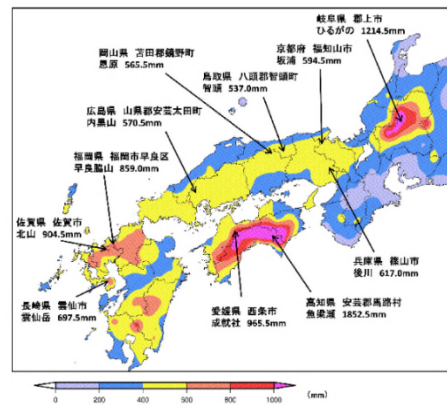 岐阜県 郡上市
ひるがの 1214.5mm
岡山県 苫田郡鏡野町
恩原 565.5mm
京都府 福知山市
坂浦 594.5mm
鳥取県 八頭郡智頭町
智頭 537.0mm
広島県 山県郡安芸太田町
内黒山 570.5mm
福岡県 福岡市早良区
早良脇山 859.0mm
佐賀県 佐賀市
北山 904.5mm
長崎県 雲仙市
雲仙岳 697.5mm
愛媛県 西条市
成就社 965.5mm
高知県 安芸郡馬路村
魚梁瀬 1852.5mm
兵庫県 篠山市
後川 617.0mm
0 200 400 600 800 1000 (mm)